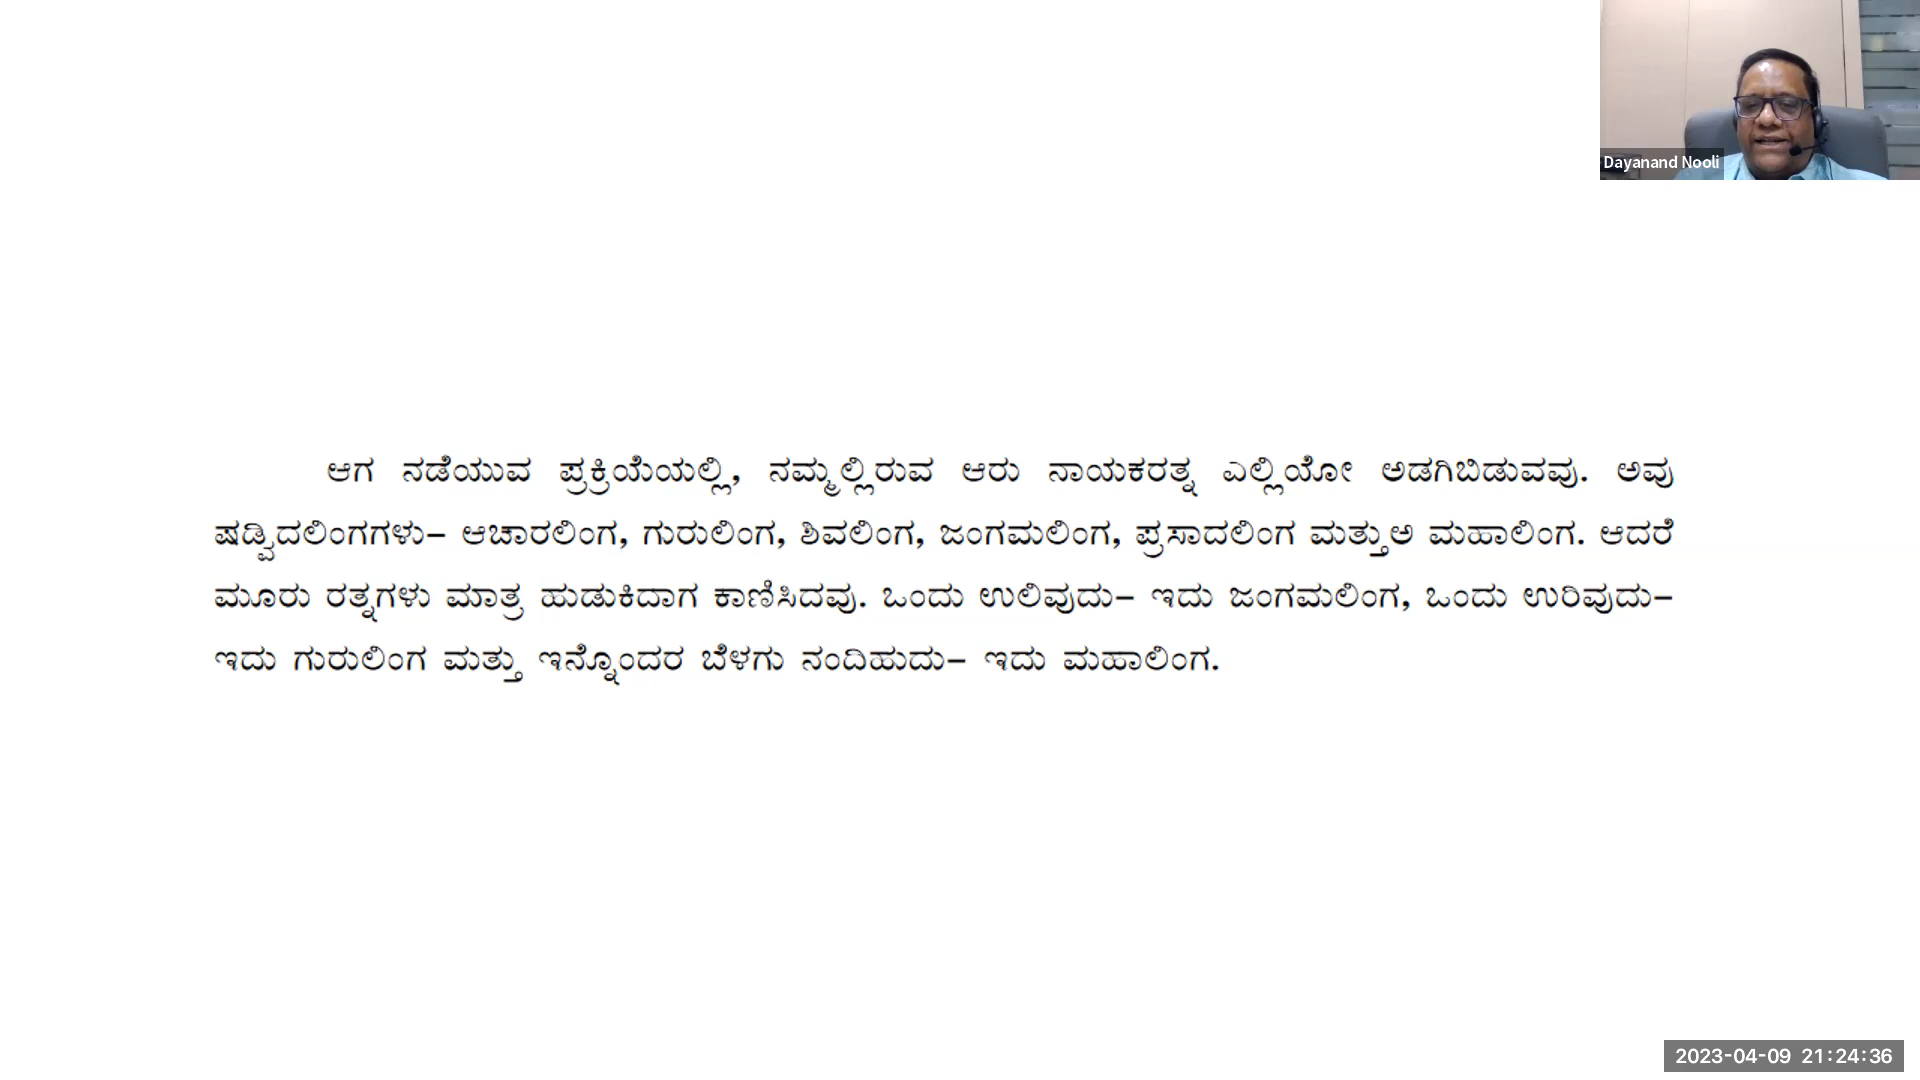 Dayanand Nooli
ಆಗ ನಡೆಯುವ ಪ್ರಕ್ರಿಯೆಯಲ್ಲಿ, ನಮ್ಮಲ್ಲಿರುವ ಆರು ನಾಯಕರತ್ನ ಎಲ್ಲಿಯೋ ಅಡಗಿಬಿಡುವವು. ಅವು
ಷಡ್ವಿದಲಿಂಗಗಳು– ಆಚಾರಲಿಂಗ, ಗುರುಲಿಂಗ, ಶಿವಲಿಂಗ, ಜಂಗಮಲಿಂಗ, ಪ್ರಸಾದಲಿಂಗ ಮತ್ತುಅ ಮಹಾಲಿಂಗ. ಆದರೆ
ಮೂರು ರತ್ನಗಳು ಮಾತ್ರ ಹುಡುಕಿದಾಗ ಕಾಣಿಸಿದವು. ಒಂದು ಉಲಿವುದು– ಇದು ಜಂಗಮಲಿಂಗ, ಒಂದು ಉರಿವುದು–
ಇದು ಗುರುಲಿಂಗ ಮತ್ತು ಇನ್ನೊಂದರ ಬೆಳಗು ನಂದಿಹುದು– ಇದು ಮಹಾಲಿಂಗ.
2023-04-09 21:24:36